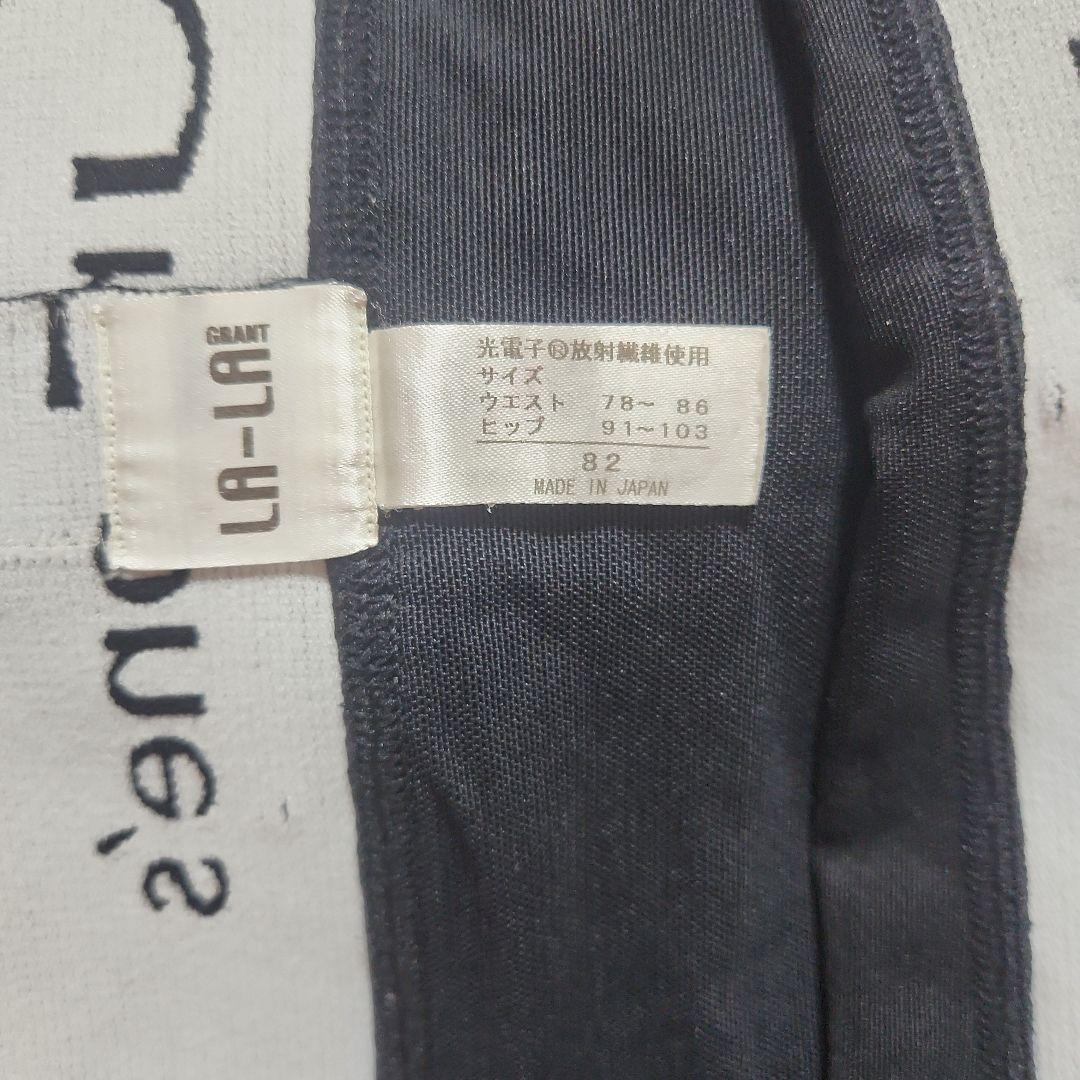 GRANT
LA-LA
光電子®放射繊維使用
サイズ
ウエスト 78～ 86
ヒップ 91～103
82
MADE IN JAPAN